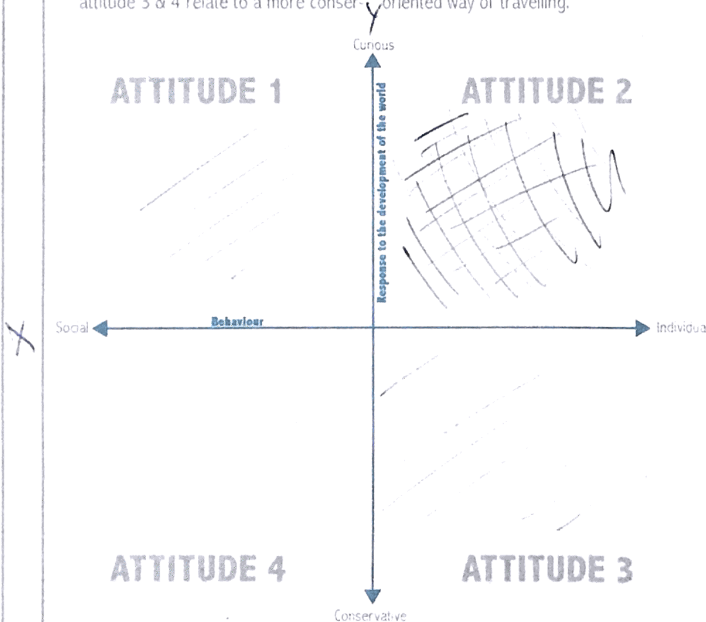 attitude 3 & 4 relate to a more conser- oriented way of travelling.
Y
Curious
ATTITUDE 1
ATTITUDE 2
Response to the development of the world
X
Social
Behaviour
Individua
ATTITUDE 4
ATTITUDE 3
Conservative